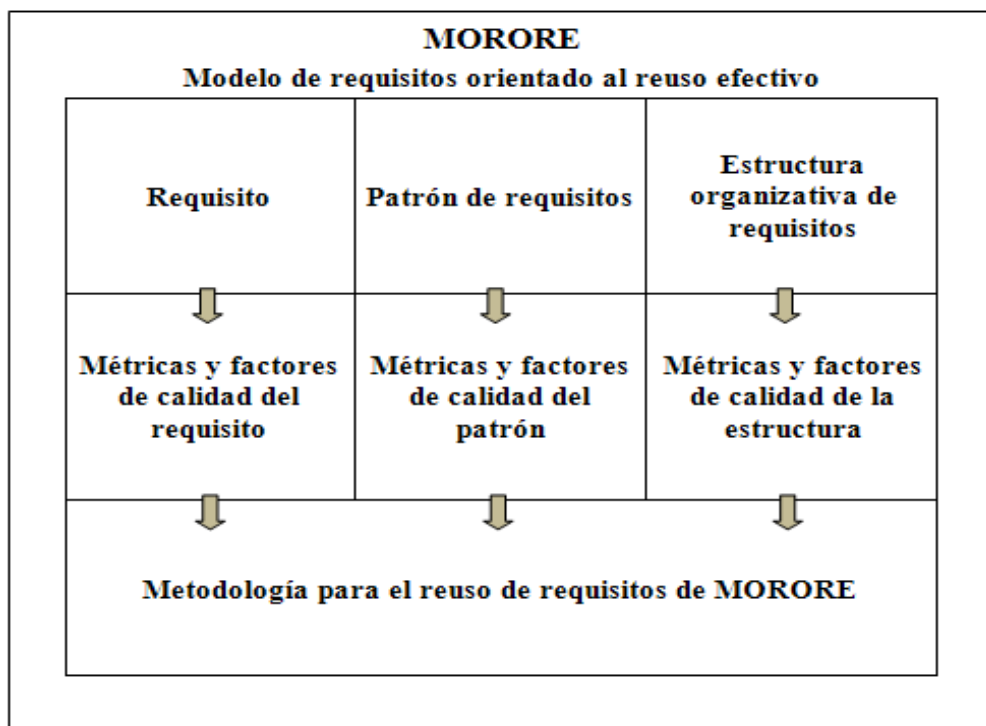 MORORE
Modelo de requisitos orientado al reuso efectivo
Requisito
Patrón de requisitos
Estructura
organizativa de
requisitos
Métricas y factores
de calidad del
requisito
Métricas y factores
de calidad del
patrón
Métricas y factores
de calidad de la
estructura
Metodología para el reuso de requisitos de MORORE